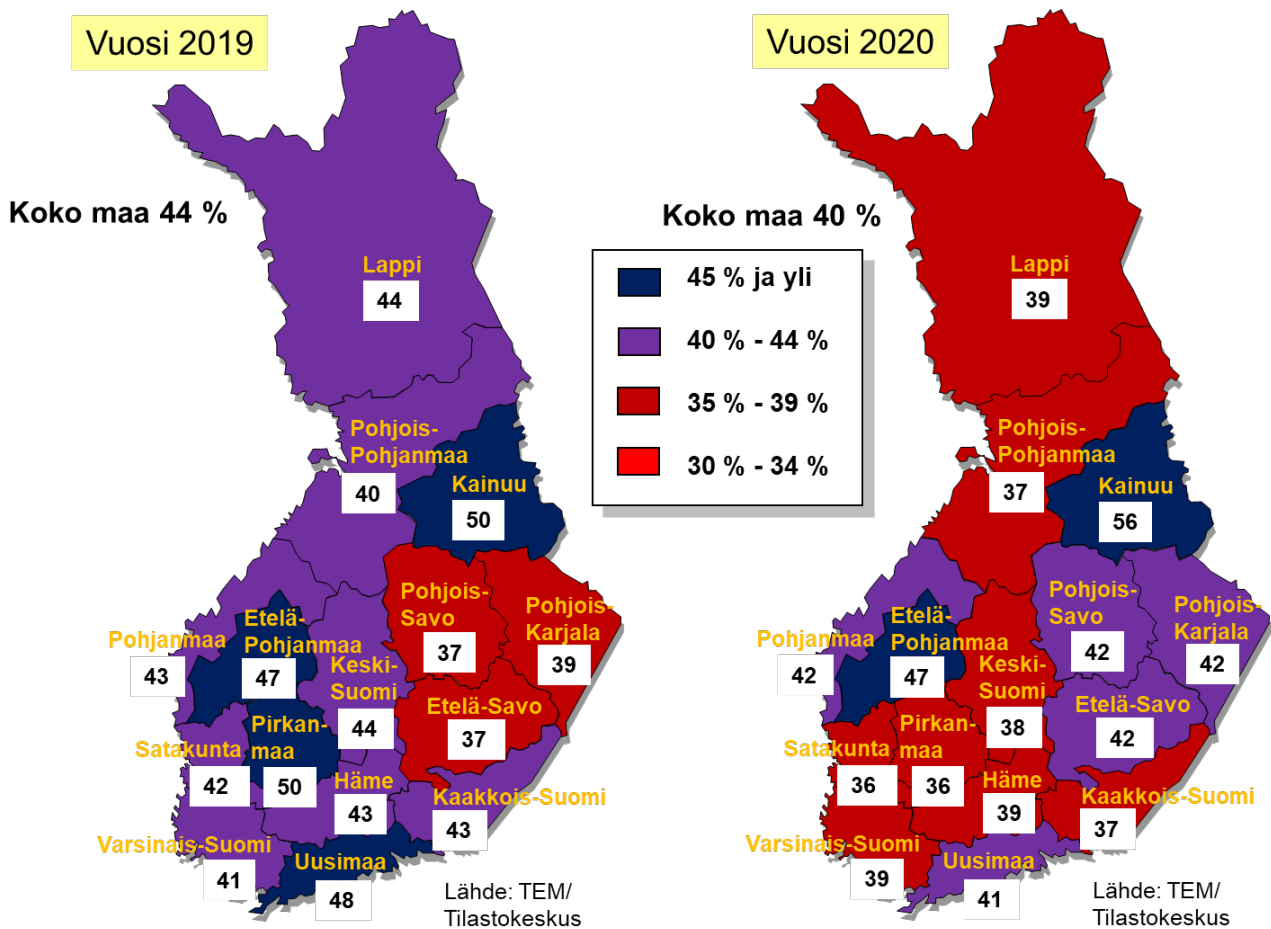 Vuosi 2019
Koko maa 44 %
Lappi
44
Pohjois-
Pohjanmaa
40
Kainuu
50
Pohjois-
Savo
37
Pohjois-
Karjala
39
Pohjanmaa
43
Etelä-
Pohjanmaa
47
Keski-
Suomi
44
Etelä-Savo
37
Satakunta
42
Pirkan-
maa
50
Häme
43
Kaakkois-Suomi
43
Varsinais-Suomi
41
Uusimaa
48
Lähde: TEM/
Tilastokeskus
Vuosi 2020
Koko maa 40 %
45 % ja yli
40 % - 44 %
35 % - 39 %
30 % - 34 %
Lappi
39
Pohjois-
Pohjanmaa
37
Kainuu
56
Pohjois-
Savo
42
Pohjois-
Karjala
42
Pohjanmaa
42
Etelä-
Pohjanmaa
47
Keski-
Suomi
38
Etelä-Savo
42
Satakunta
36
Pirkan-
maa
36
Häme
39
Kaakkois-Suomi
37
Varsinais-Suomi
39
Uusimaa
41
Lähde: TEM/
Tilastokeskus